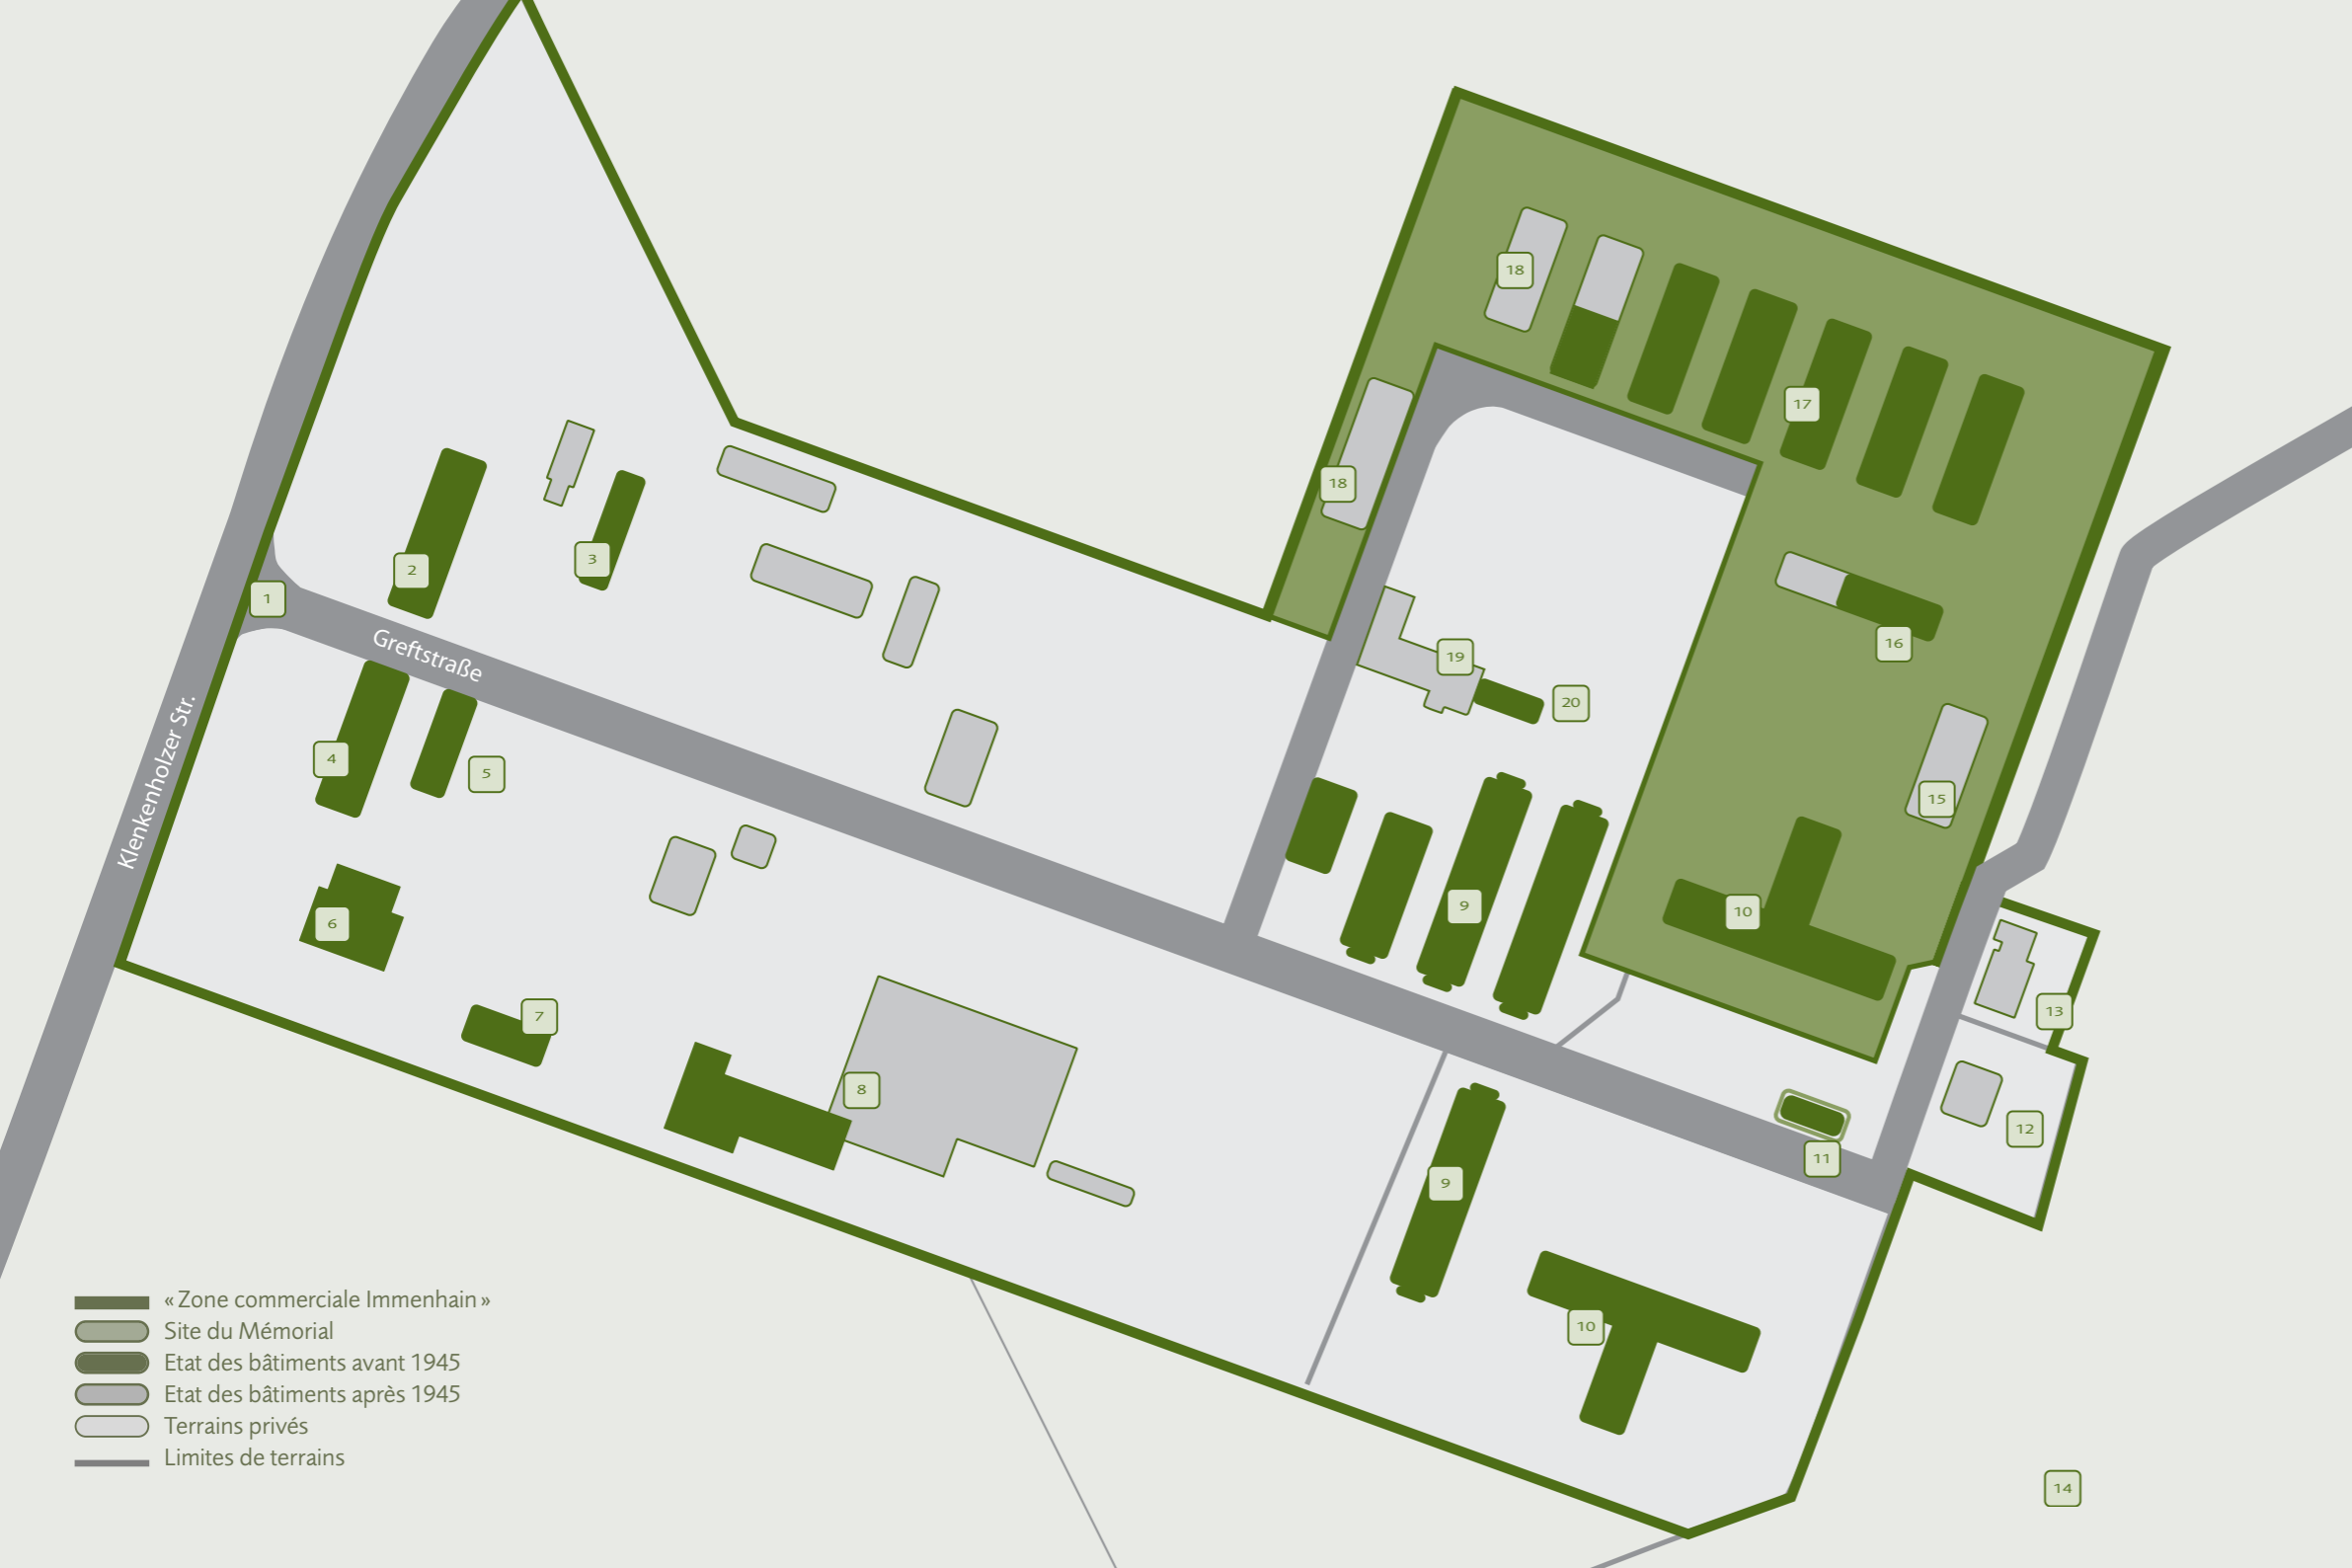 18
17
18
3
2
1
16
Greftstraße
19
20
4
5
Klenkenholzer Str.
15
9
10
6
7
13
8
12
11
9
10
« Zone commerciale Immenhain »
Site du Mémorial
Etat des bâtiments avant 1945
Etat des bâtiments après 1945
Terrains privés
Limites de terrains
14